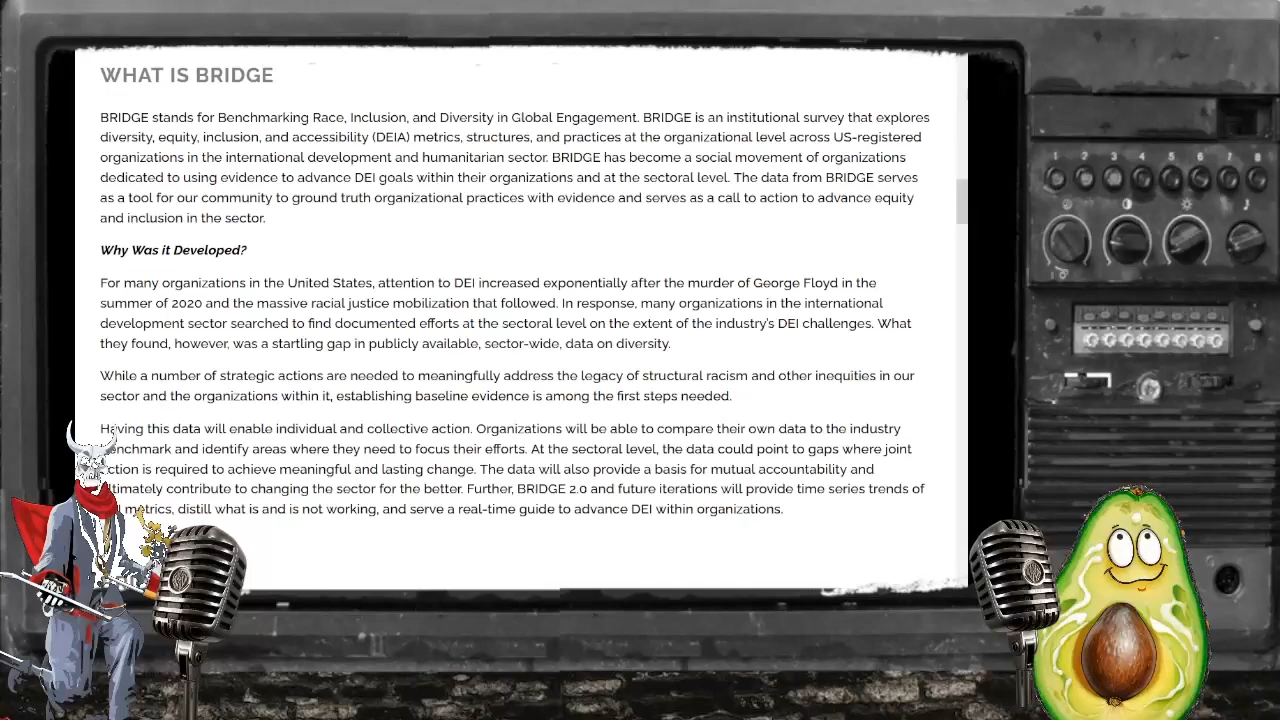 WHAT IS BRIDGE
BRIDGE stands for Benchmarking Race, Inclusion, and Diversity in Global Engagement. BRIDGE is an institutional survey that explores
diversity, equity, inclusion, and accessibility (DEIA) metrics, structures, and practices at the organizational level across US-registered
organizations in the international development and humanitarian sector. BRIDGE has become a social movement of organizations
dedicated to using evidence to advance DEI goals within their organizations and at the sectoral level. The data from BRIDGE serves
as a tool for our community to ground truth organizational practices with evidence and serves as a call to action to advance equity
and inclusion in the sector.
Why Was it Developed?
For many organizations in the United States, attention to DEI increased exponentially after the murder of George Floyd in the
summer of 2020 and the massive racial justice mobilization that followed. In response, many organizations in the international
development sector searched to find documented efforts at the sectoral level on the extent of the industry's DEI challenges. What
they found, however, was a startling gap in publicly available, sector-wide, data on diversity.
While a number of strategic actions are needed to meaningfully address the legacy of structural racism and other inequities in our
sector and the organizations within it, establishing baseline evidence is among the first steps needed.
Having this data will enable individual and collective action. Organizations will be able to compare their own data to the industry
benchmark and identify areas where they need to focus their efforts. At the sectoral level, the data could point to gaps where joint
action is required to achieve meaningful and lasting change. The data will also provide a basis for mutual accountability and
ultimately contribute to changing the sector for the better. Further, BRIDGE 2.0 and future iterations will provide time series trends of
metrics, distill what is and is not working, and serve a real-time guide to advance DEI within organizations.
1 2 3 4 5 6 7 8